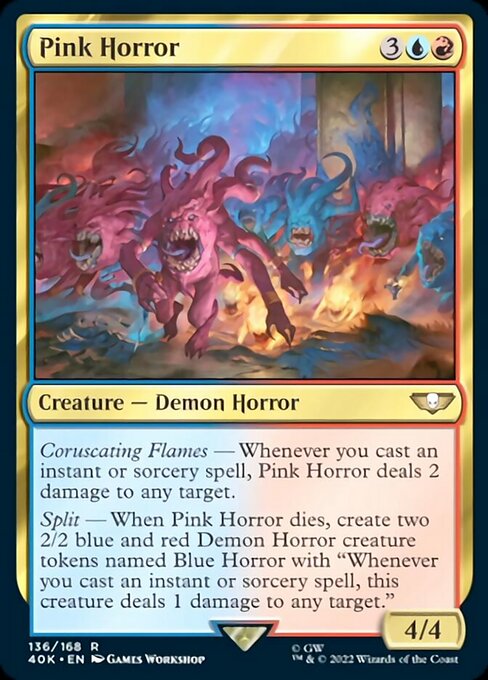 Pink Horror
3
Creature — Demon Horror
Coruscating Flames — Whenever you cast an
instant or sorcery spell, Pink Horror deals 2
damage to any target.
Split — When Pink Horror dies, create two
2/2 blue and red Demon Horror creature
tokens named Blue Horror with “Whenever
you cast an instant or sorcery spell, this
creature deals 1 damage to any target.”
4/4
136/168 R
40K • EN Games Workshop
© GW
™ & © 2022 Wizards of the Coast